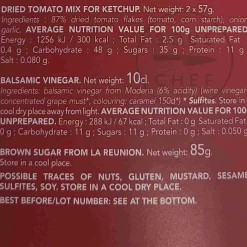 DRIED TOMATO MIX FOR KETCHUP. Net weight: 2 x 57g.
Ingredients : 87% dried tomato flakes (tomato, corn starch), onion
garlic, AVERAGE NUTRITION VALUE FOR 100g UNPREPARED.
Energy : 1256 kJ / 300 kcal : Total Fat : 2.5 g Saturated Fat
0.4 g ; Carbohydrate : 48 g ; Sugars : 35 g ; Protein : 11 g
Salt : 0.080 g.
BALSAMIC VINEGAR. Net weight: 10cl.
Ingredients: balsamic vinegar from Modena (6% acidity) (wine vinegar
concentrated grape must*, colouring: caramel 150d)* Sulfites. Store in
cool dry place away from light. AVERAGE NUTRITION VALUE FOR 100
UNPREPARED. Energy : 288 kJ / 67 kcal ; Total Fat : 0 g Saturated Fat
0 g ; Carbohydrate : 11 g ; Sugars : 11 g ; Protein : 0 g ; Salt : 0.050 g
BROWN SUGAR FROM LA REUNION. Net weight: 85g.
Store in a cool place.
POSSIBLE TRACES OF NUTS, GLUTEN, MUSTARD, SESAME
SULFITES, SOY. STORE IN A COOL DRY PLACE.
BEST BEFORE/LOT NUMBER: SEE AT THE BOTTOM.